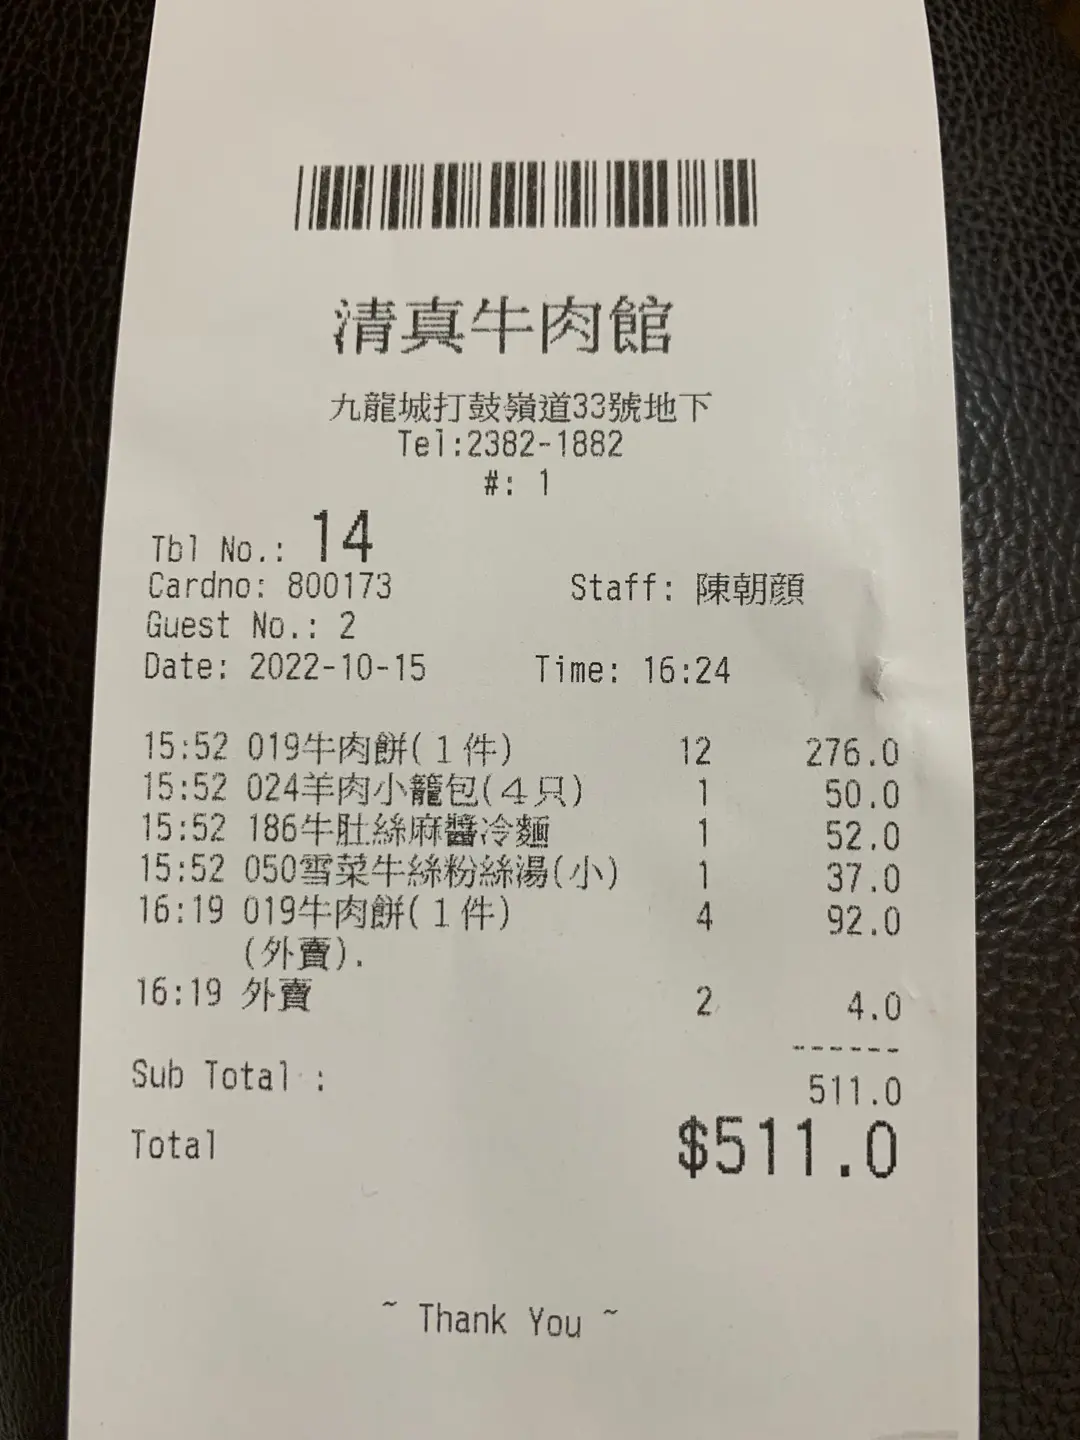 清真牛肉館
九龍城打鼓嶺道33號地下
Tel:2382-1882
#: 1
Tbl No.: 14
Cardno: 800173 Staff: 陳朝顔
Guest No.: 2
Date: 2022-10-15 Time: 16:24
15:52 019牛肉餅(１件) 12 276.0
15:52 024羊肉小籠包(４只) 1 50.0
15:52 186牛肚絲麻醬冷麵 1 52.0
15:52 050雪菜牛絲粉絲湯(小) 1 37.0
16:19 019牛肉餅(１件) 4 92.0
(外賣).
16:19 外賣 2 4.0
------
Sub Total : 511.0
Total $511.0
~ Thank You ~